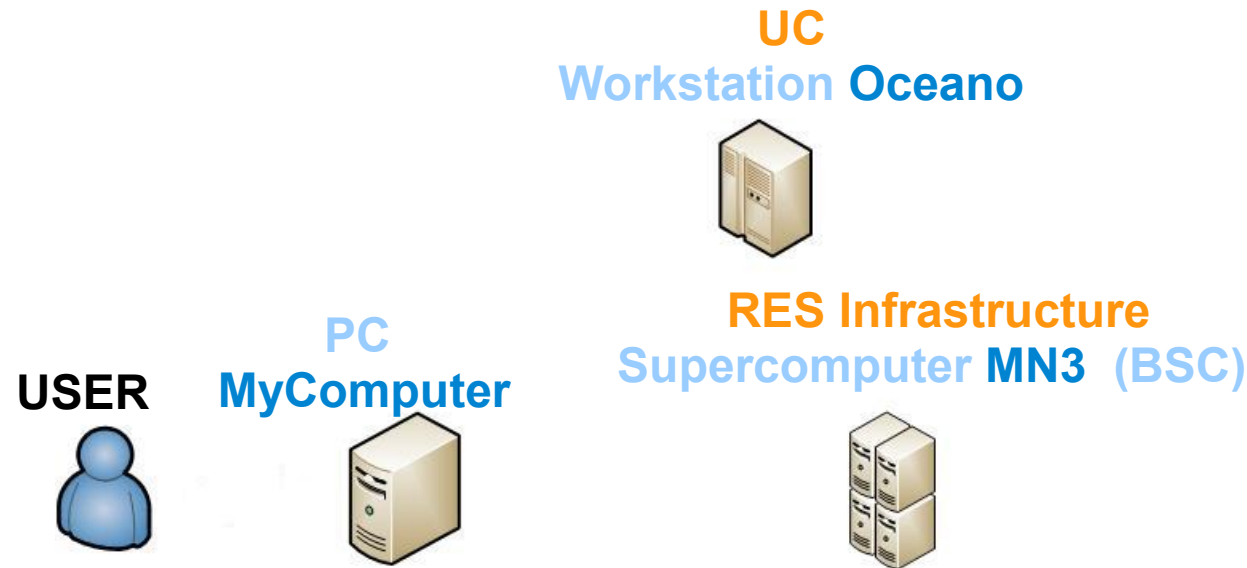 UC
Workstation Oceano
RES Infrastructure
Supercomputer MN3 (BSC)
PC
MyComputer
USER